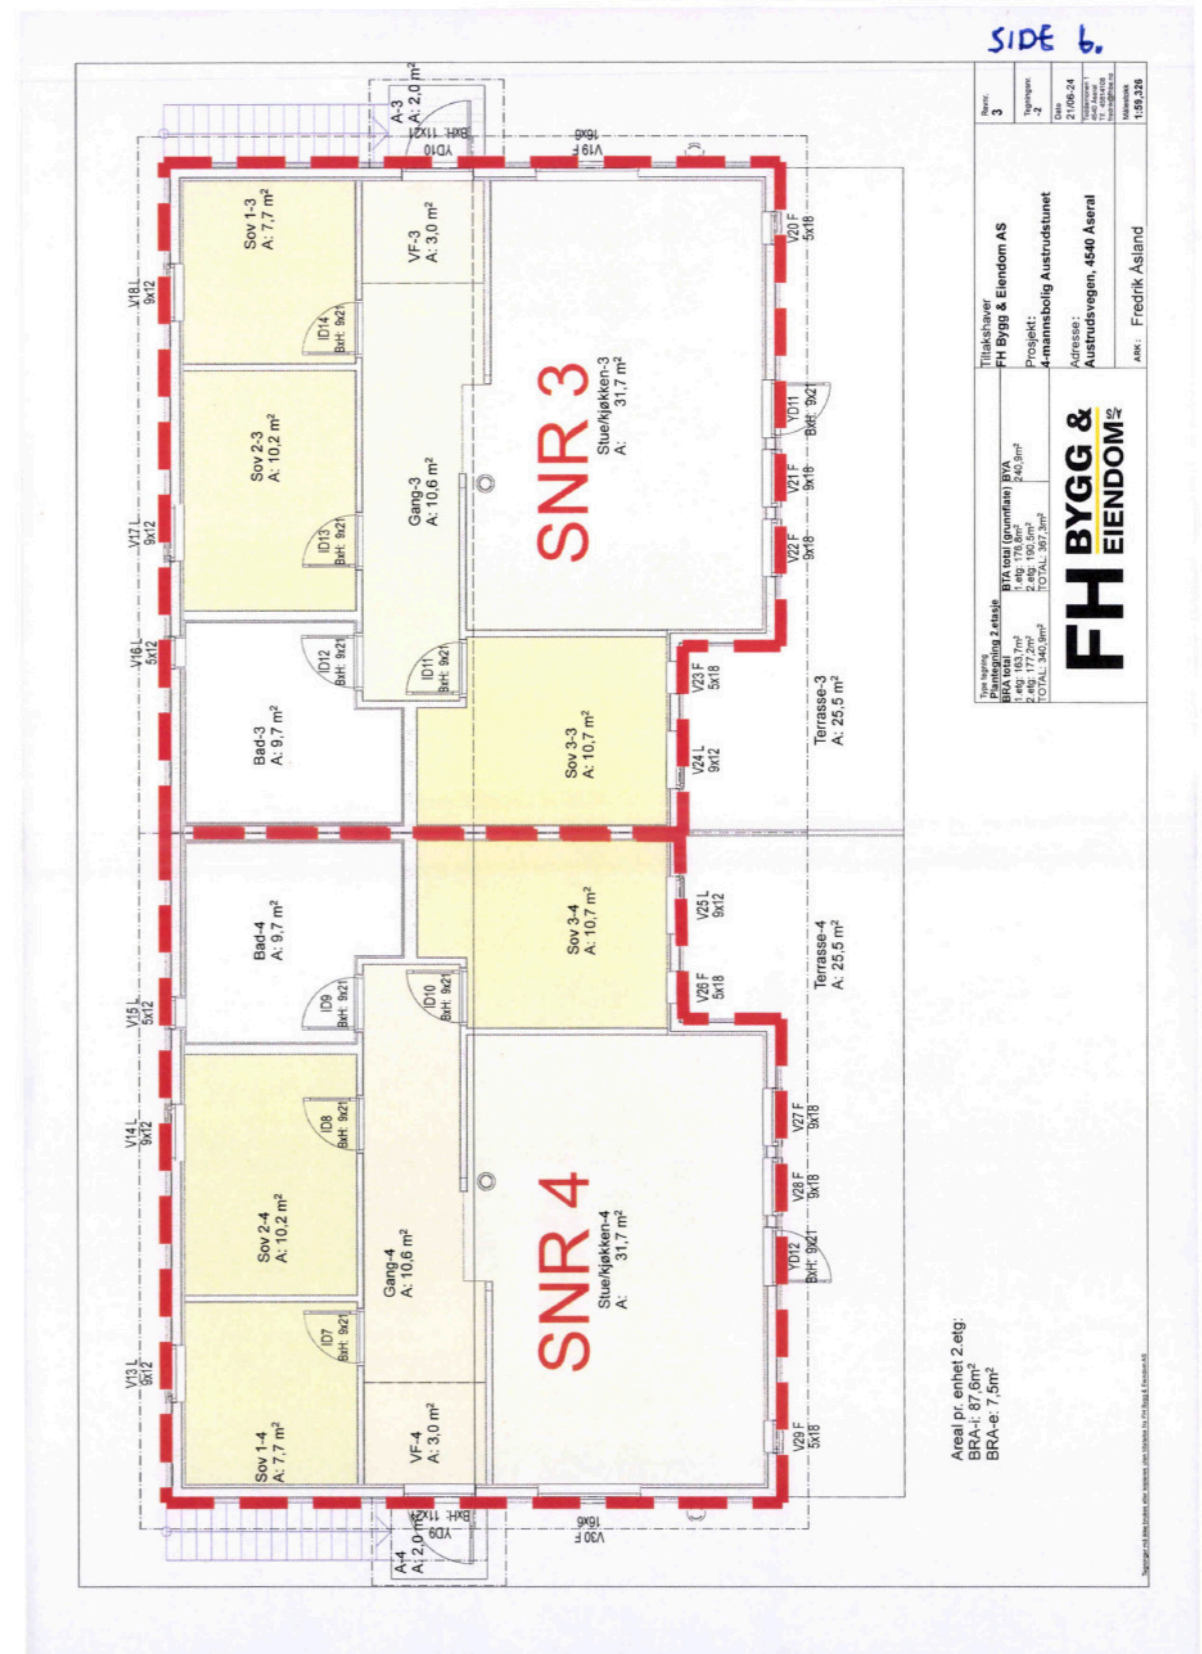 SIDE 6.
A-3
A: 2,0 m²
BxH: 11x21
YD10
16x6
V19 F
Sov 1-3
A: 7,7 m²
VF-3
A: 3,0 m²
V20 F
5x18
V18 L
9x12
ID14
BxH: 9x21
SNR 3
Stue/kjøkken-3
A: 31,7 m²
YD11
BxH: 9x21
Sov 2-3
A: 10,2 m²
Gang-3
A: 10,6 m²
V21 F
9x18
V17 L
9x12
ID13
BxH: 9x21
V22 F
9x18
V16 L
5x12
ID12
BxH: 9x21
ID11
BxH: 9x21
V23 F
5x18
Bad-3
A: 9,7 m²
Sov 3-3
A: 10,7 m²
V24 L
9x12
Terrasse-3
A: 25,5 m²
Bad-4
A: 9,7 m²
Sov 3-4
A: 10,7 m²
V25 L
9x12
Terrasse-4
A: 25,5 m²
V15 L
5x12
ID9
BxH: 9x21
ID10
BxH: 9x21
V26 F
5x18
V14 L
9x12
ID8
BxH: 9x21
V27 F
9x18
Sov 2-4
A: 10,2 m²
Gang-4
A: 10,6 m²
SNR 4
Stue/kjøkken-4
A: 31,7 m²
V28 F
9x18
YD12
BxH: 9x21
V13 L
9x12
ID7
BxH: 9x21
Sov 1-4
A: 7,7 m²
VF-4
A: 3,0 m²
V29 F
5x18
A-4
A: 2,0 m²
YD9
16x6
V30 F
Areal pr. enhet 2.etg:
BRA-i: 87,6m²
BRA-e: 7,5m²
Type tegning
Plantegning 2.etasje
BRA total
1.etg: 163,7m²
2.etg: 177,2m²
TOTAL: 340,9m²
BTA total (grunnflate)
1.etg: 176,8m²
2.etg: 190,5m²
TOTAL: 367,3m²
BYA
240,9m²
FH BYGG &
EIENDOM
Tiltakshaver
FH Bygg & Eiendom AS
Prosjekt:
4-mannsbolig Austrudstunet
Adresse:
Austrudsvegen, 4540 Åseral
ARK: Fredrik Åsland
Revnr.
3
Tegningsnr.
-2
Dato
21/06-24
Målestokk
1:59,326